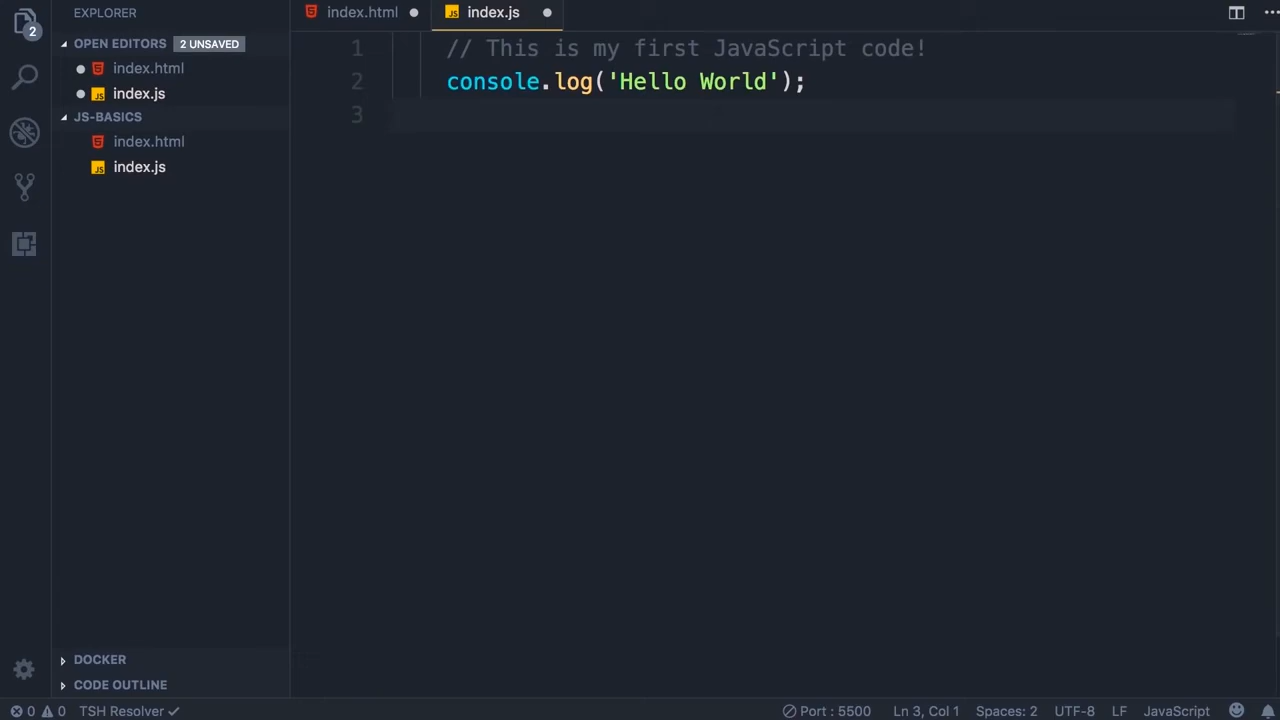 EXPLORER
index.html
index.js
2
OPEN EDITORS 2 UNSAVED
index.html
JS index.js
JS-BASICS
index.html
JS index.js
DOCKER
CODE OUTLINE
1 // This is my first JavaScript code!
2 console.log('Hello World');
3
0 0 TSH Resolver
Port : 5500 Ln 3, Col 1 Spaces: 2 UTF-8 LF JavaScript